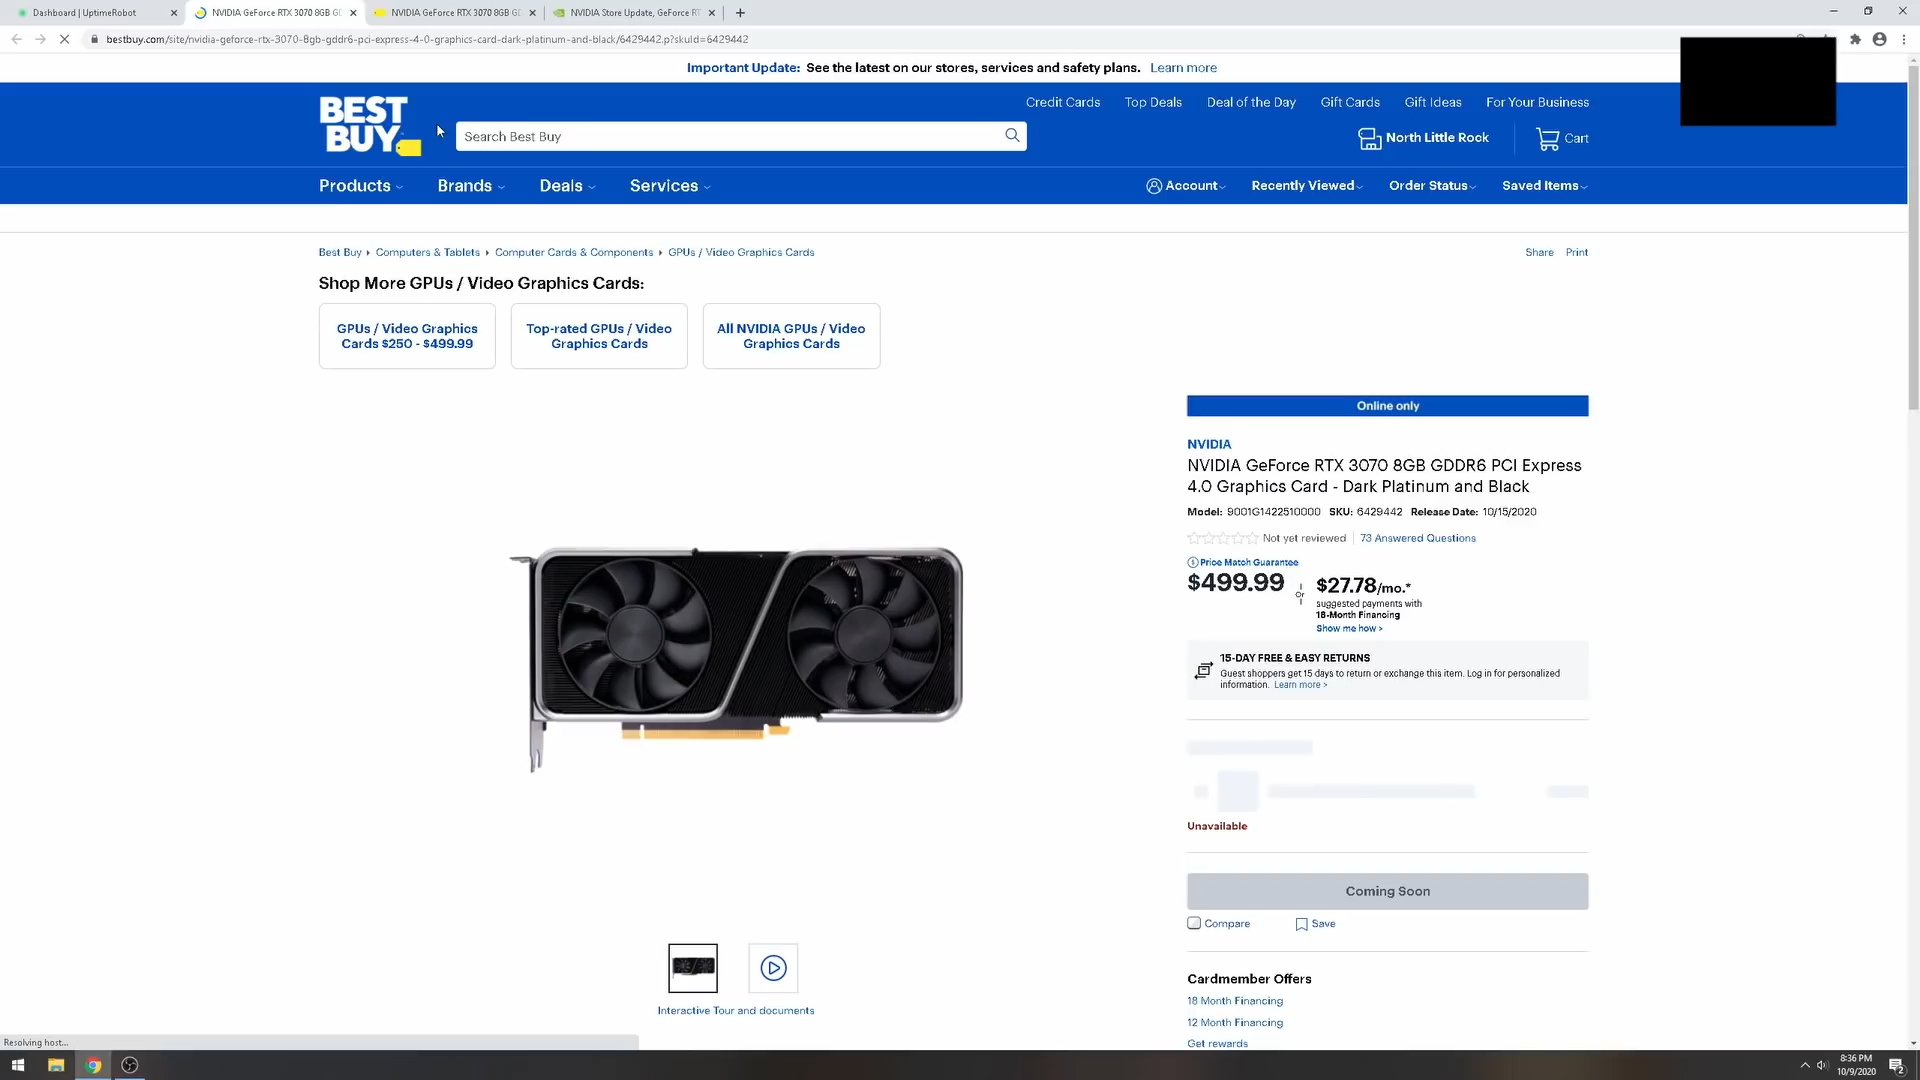 Dashboard | UptimeRobot
NVIDIA GeForce RTX 3070 8GB G
NVIDIA GeForce RTX 3070 8GB G
NVIDIA Store Update, GeForce RT
bestbuy.com/site/nvidia-geforce-rtx-3070-8gb-gddr6-pci-express-4-0-graphics-card-dark-platinum-and-black/6429442.p?skuId=6429442
Important Update: See the latest on our stores, services and safety plans. Learn more
BEST
BUY
Credit Cards Top Deals Deal of the Day Gift Cards Gift Ideas For Your Business
Search Best Buy
North Little Rock
Cart
Products Brands Deals Services
Account Recently Viewed Order Status Saved Items
Best Buy Computers & Tablets Computer Cards & Components GPUs / Video Graphics Cards
Share Print
Shop More GPUs / Video Graphics Cards:
GPUs / Video Graphics
Cards $250 - $499.99
Top-rated GPUs / Video
Graphics Cards
All NVIDIA GPUs / Video
Graphics Cards
Online only
NVIDIA
NVIDIA GeForce RTX 3070 8GB GDDR6 PCI Express
4.0 Graphics Card - Dark Platinum and Black
Model: 9001G1422510000 SKU: 6429442 Release Date: 10/15/2020
Not yet reviewed 73 Answered Questions
Price Match Guarantee
$499.99
Or
$27.78/mo.*
suggested payments with
18-Month Financing
Show me how >
15-DAY FREE & EASY RETURNS
Guest shoppers get 15 days to return or exchange this item. Log in for personalized
information. Learn more >
Unavailable
Coming Soon
Compare
Save
Cardmember Offers
18 Month Financing
12 Month Financing
Get rewards
Interactive Tour and documents
Resolving host...
8:36 PM
10/9/2020
2